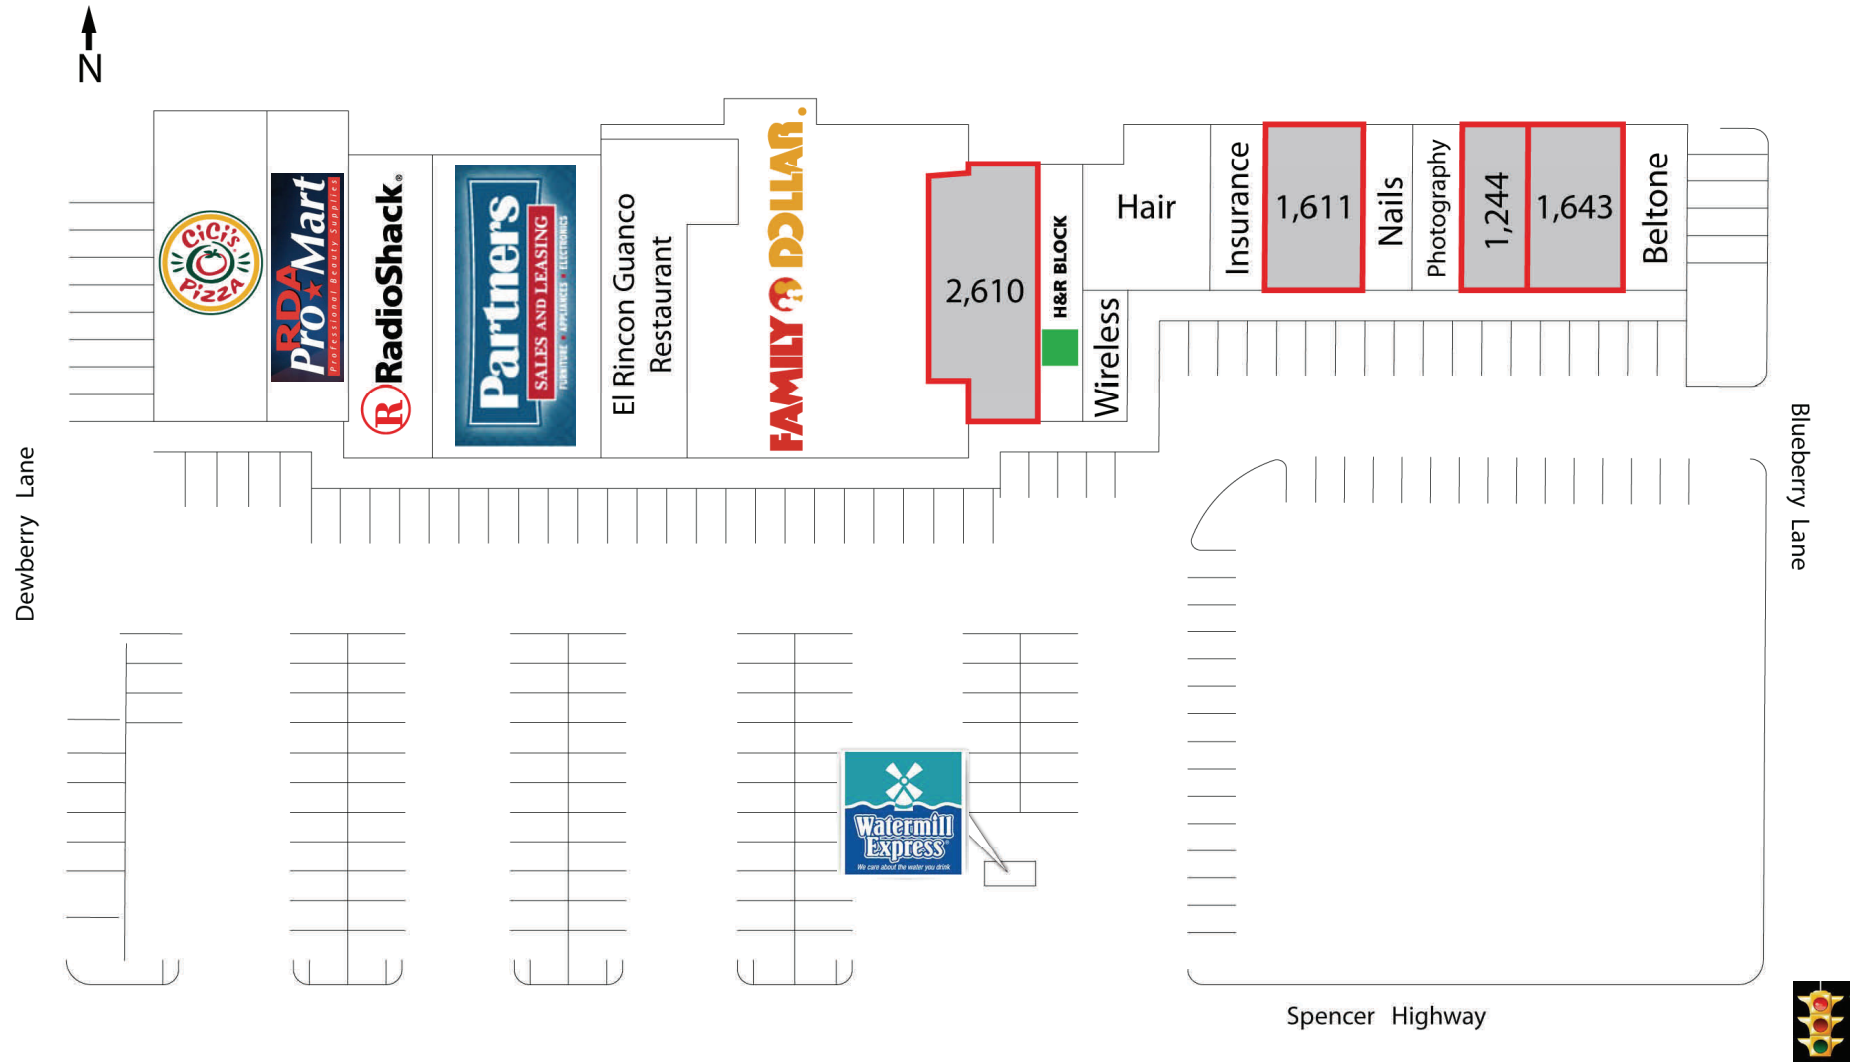 N
CiCi's
Pizza
RDA
Pro Mart
Professional Beauty Supplies
R RadioShack®
Partners
SALES AND LEASING
FURNITURE • APPLIANCES • ELECTRONICS
El Rincon Guanco
Restaurant
FAMILY DOLLAR.
2,610
H&R BLOCK
Wireless
Hair
Insurance
1,611
Nails
Photography
1,244
1,643
Beltone
Dewberry Lane
Blueberry Lane
Watermill
Express®
We care about the water you drink
Spencer Highway